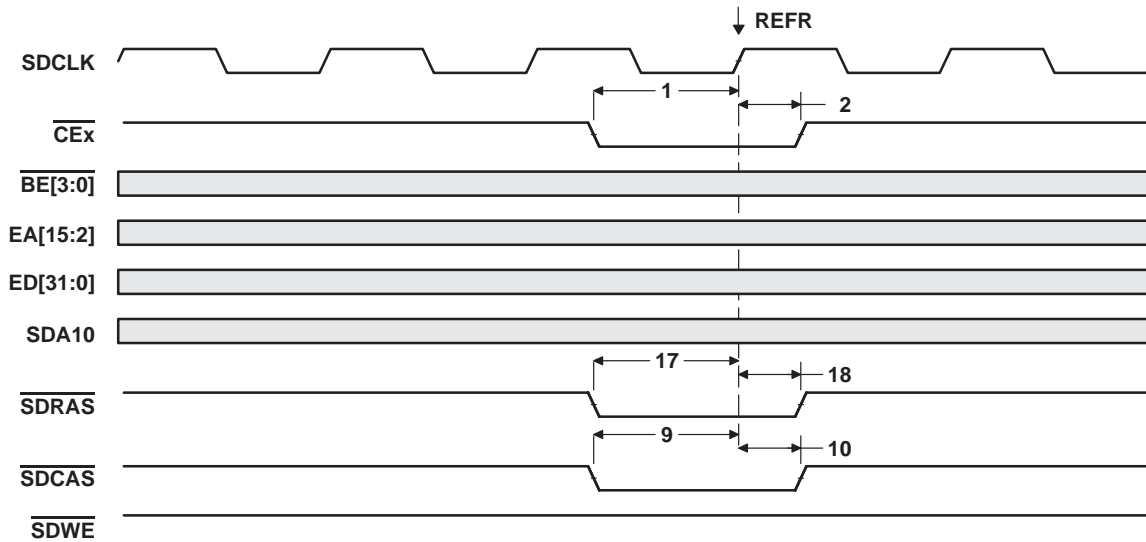 REFR
SDCLK
1
2
CEx
BE[3:0]
EA[15:2]
ED[31:0]
SDA10
17
18
SDRAS
9
10
SDCAS
SDWE